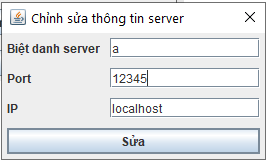 Chỉnh sửa thông tin server
Biệt danh server a
Port 12345
IP localhost
Sửa